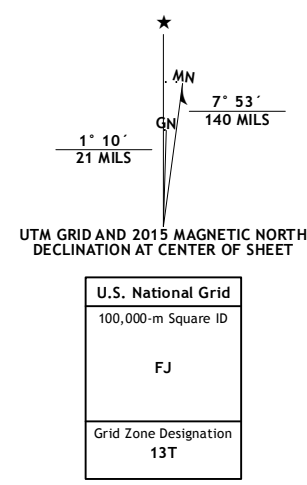 ★
MN
7° 53´
140 MILS
GN
1° 10´
21 MILS
UTM GRID AND 2015 MAGNETIC NORTH
DECLINATION AT CENTER OF SHEET
U.S. National Grid
100,000-m Square ID
FJ
Grid Zone Designation
13T